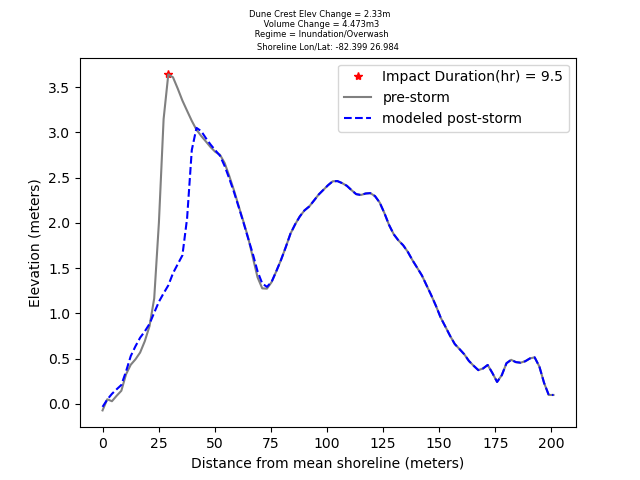 Dune Crest Elev Change = 2.33m
Volume Change = 4.473m3
Regime = Inundation/Overwash
Shoreline Lon/Lat: -82.399 26.984
Impact Duration(hr) = 9.5
pre-storm
modeled post-storm
Elevation (meters)
3.5
3.0
2.5
2.0
1.5
1.0
0.5
0.0
0 25 50 75 100 125 150 175 200
Distance from mean shoreline (meters)